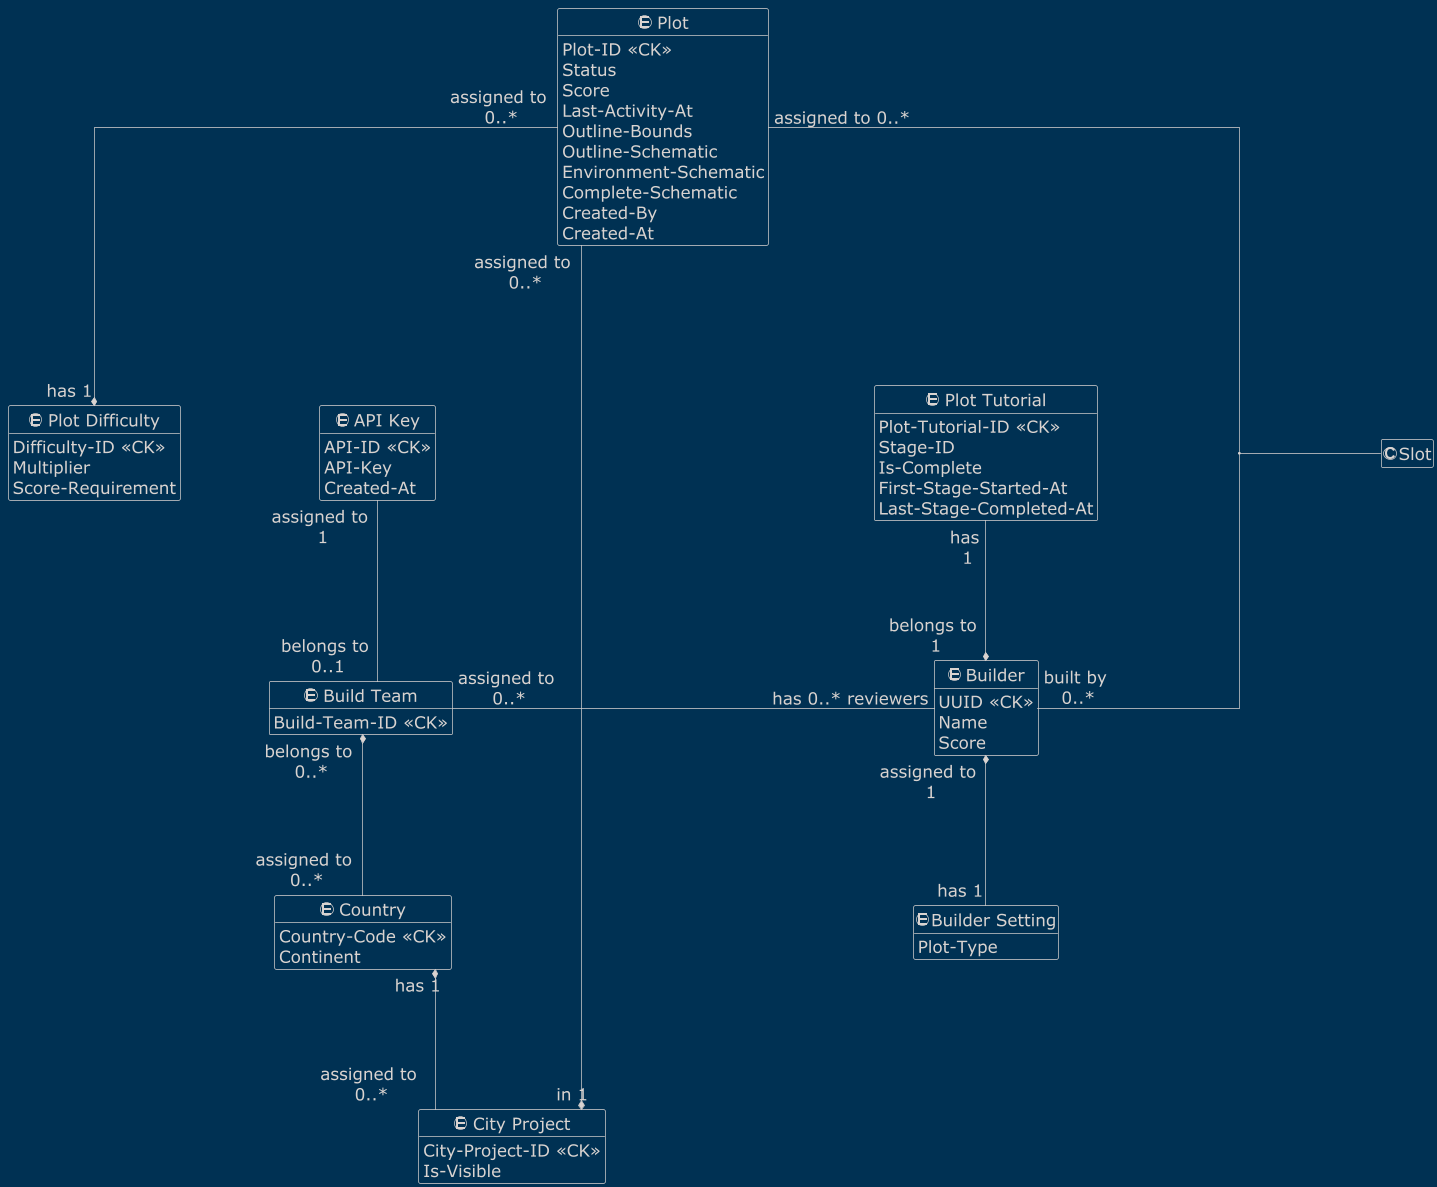 Plot
Plot-ID «CK»
Status
Score
Last-Activity-At
Outline-Bounds
Outline-Schematic
Environment-Schematic
Complete-Schematic
Created-By
Created-At
assigned to
0..*
assigned to 0..*
assigned to
0..*
has 1
Plot Difficulty
Difficulty-ID «CK»
Multiplier
Score-Requirement
API Key
API-ID «CK»
API-Key
Created-At
Plot Tutorial
Plot-Tutorial-ID «CK»
Stage-ID
Is-Complete
First-Stage-Started-At
Last-Stage-Completed-At
Slot
assigned to
1
has
1
belongs to
0..1
belongs to
1
Build Team
Build-Team-ID «CK»
assigned to
0..*
has 0..* reviewers
Builder
UUID «CK»
Name
Score
built by
0..*
belongs to
0..*
assigned to
1
assigned to
0..*
has 1
Country
Country-Code «CK»
Continent
Builder Setting
Plot-Type
has 1
assigned to
0..*
in 1
City Project
City-Project-ID «CK»
Is-Visible